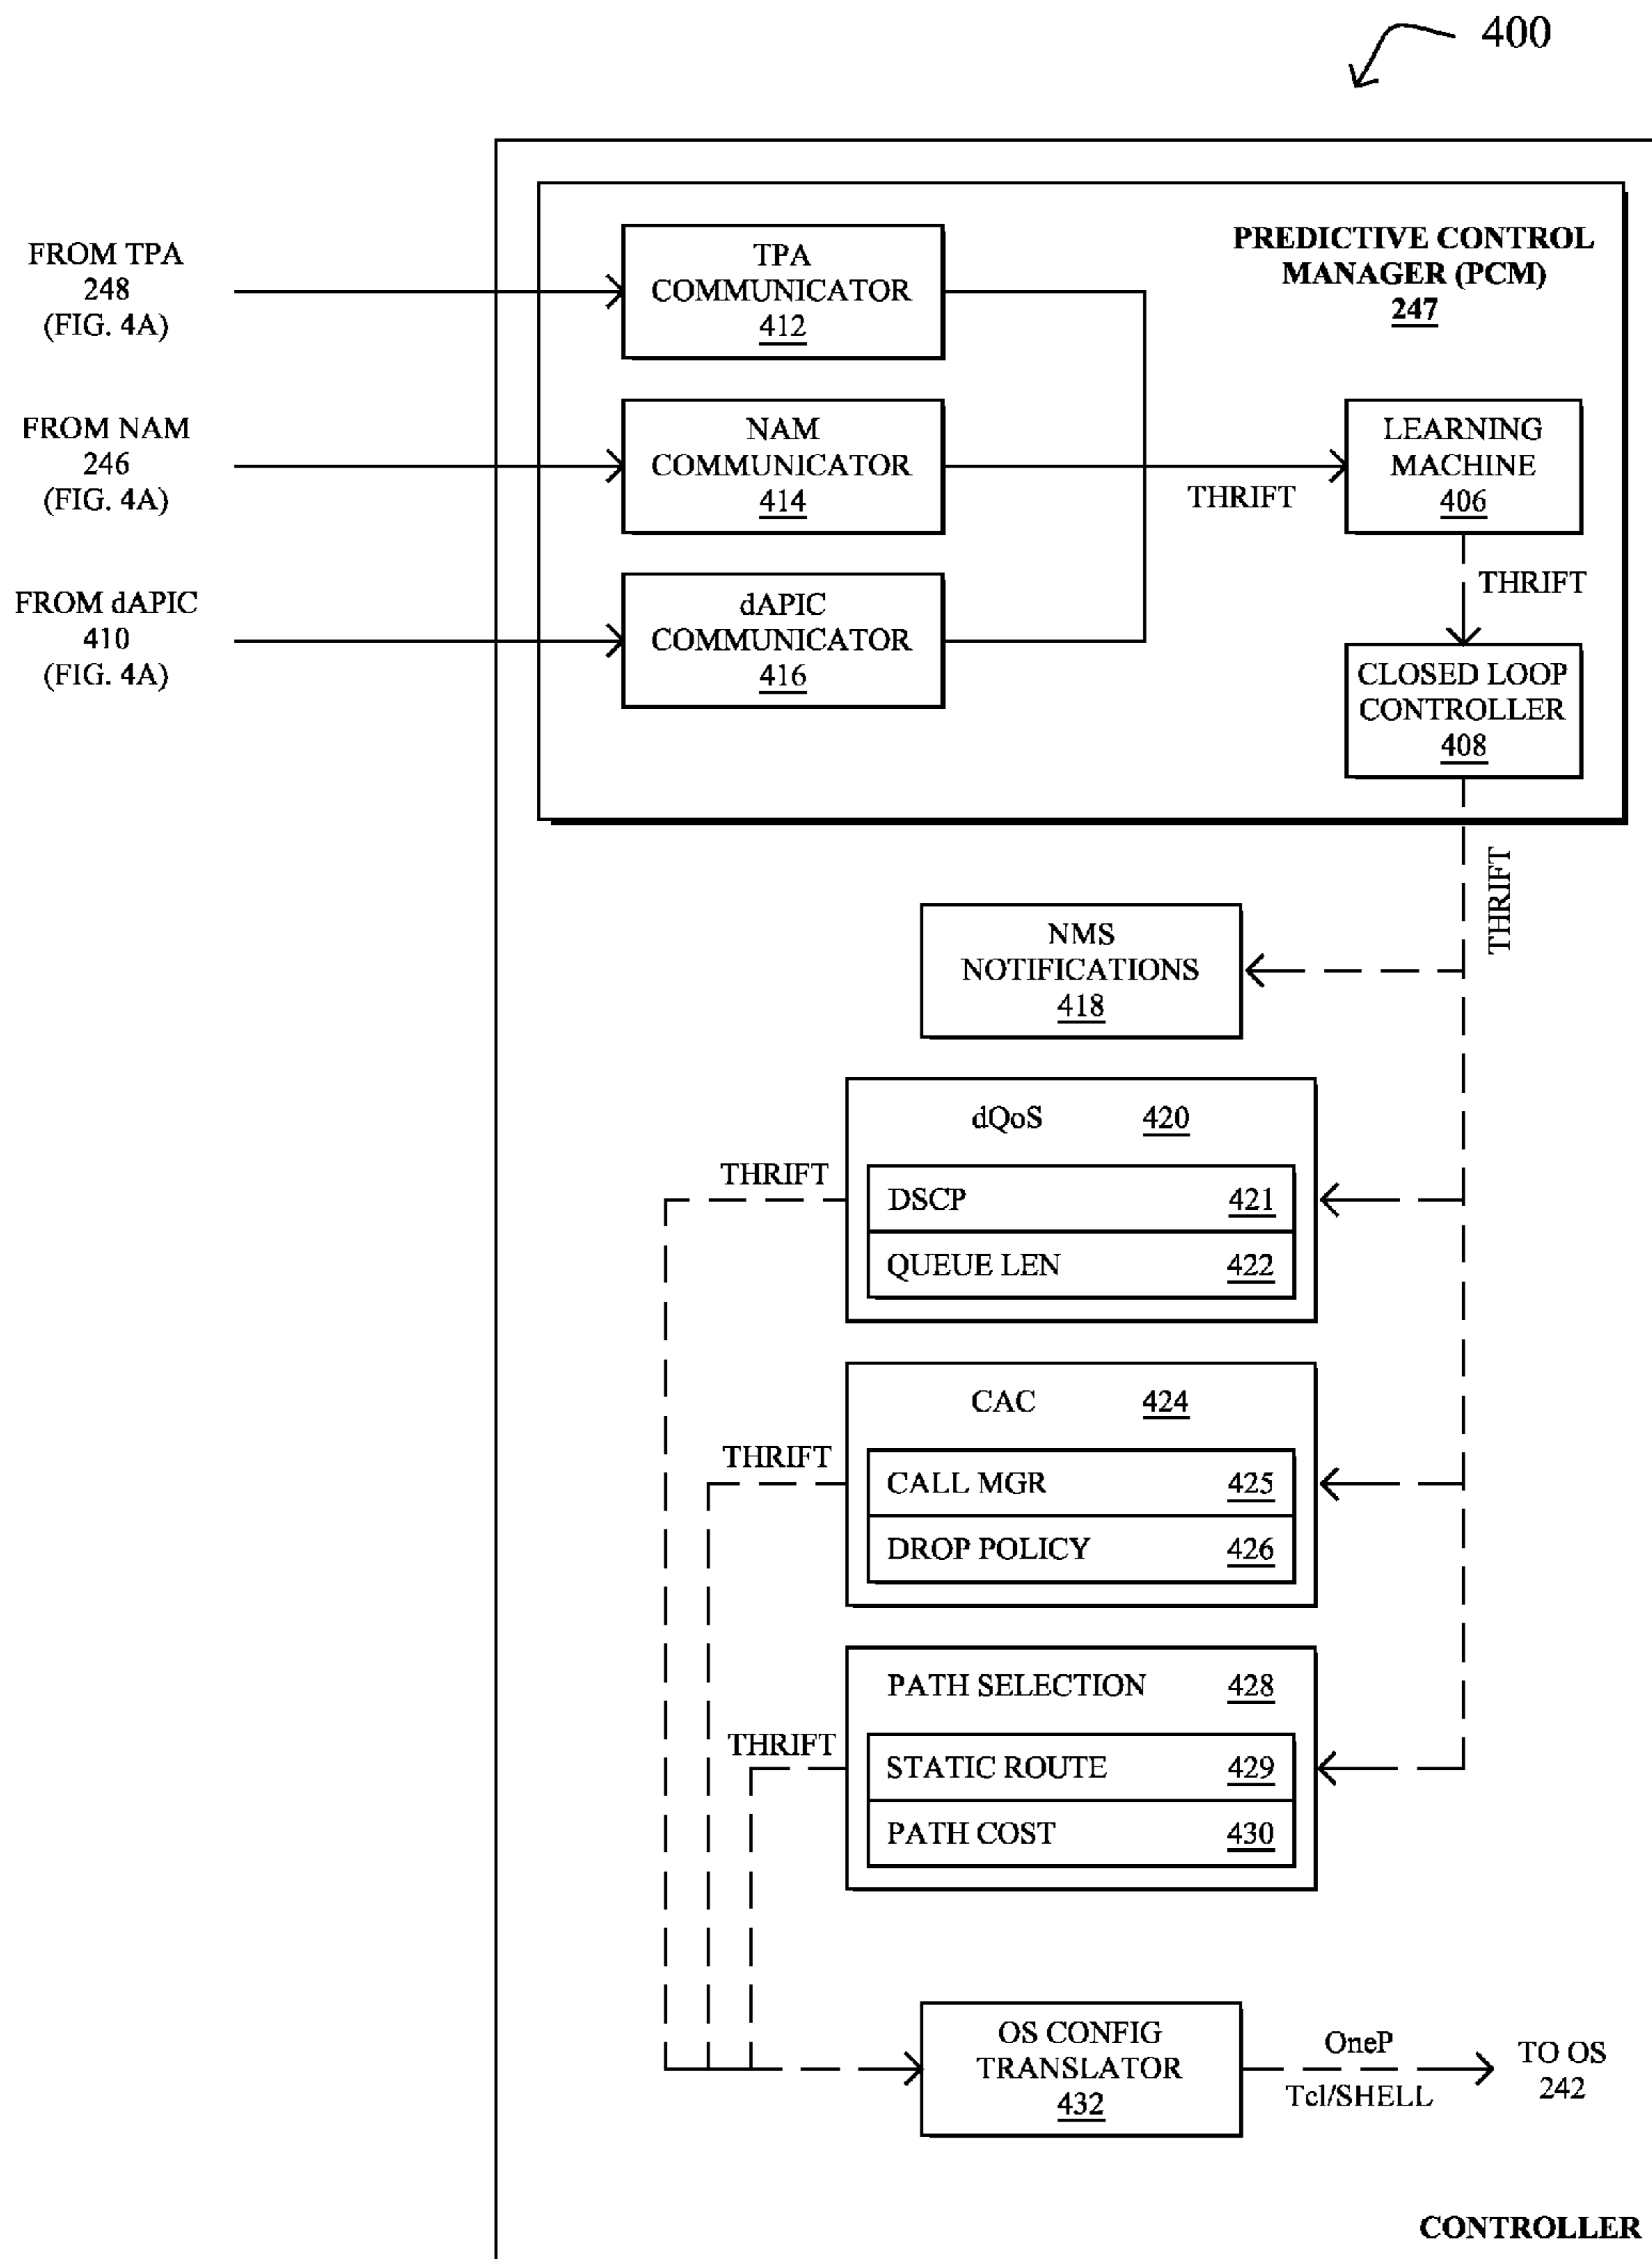 400
FROM TPA
248
(FIG. 4A)
TPA
COMMUNICATOR
412
PREDICTIVE CONTROL
MANAGER (PCM)
247
FROM NAM
246
(FIG. 4A)
NAM
COMMUNICATOR
414
THRIFT
LEARNING
MACHINE
406
THRIFT
FROM dAPIC
410
(FIG. 4A)
dAPIC
COMMUNICATOR
416
CLOSED LOOP
CONTROLLER
408
THRIFT
NMS
NOTIFICATIONS
418
dQoS 420
THRIFT
DSCP 421
QUEUE LEN 422
CAC 424
THRIFT
CALL MGR 425
DROP POLICY 426
PATH SELECTION 428
THRIFT
STATIC ROUTE 429
PATH COST 430
OS CONFIG
TRANSLATOR
432
OneP
Tcl/SHELL
TO OS
242
CONTROLLER